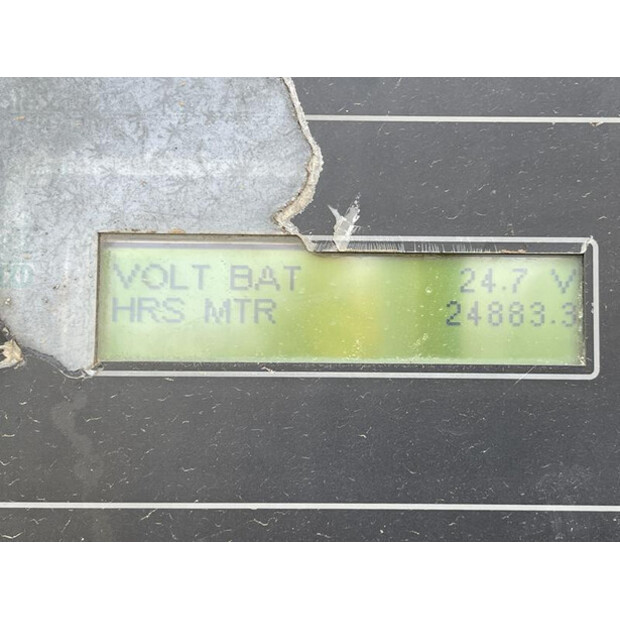 VOLT BAT 24.7 V
HRS MTR 24883.3